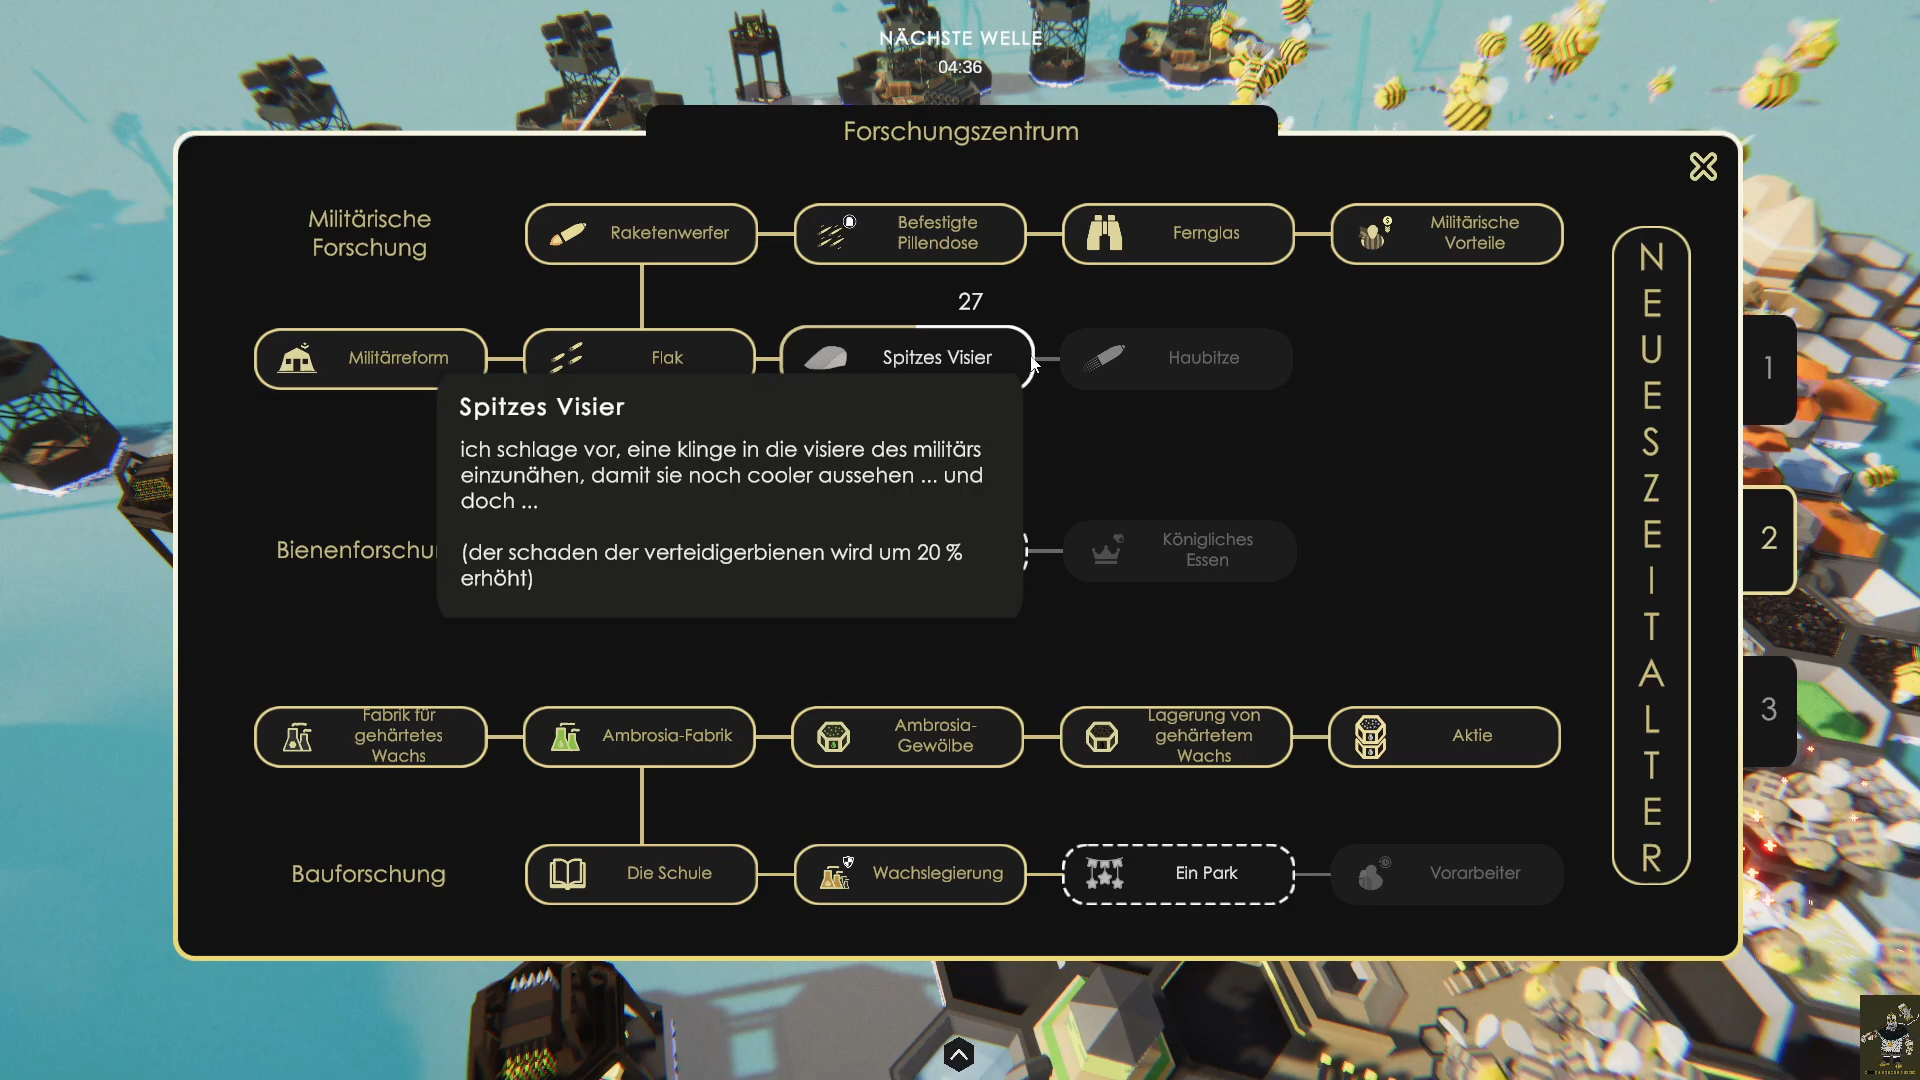 NÄCHSTE WELLE
04:36
Forschungszentrum
Militärische
Forschung
Raketenwerfer
Befestigte
Pillendose
Fernglas
Militärische
Vorteile
27
Militärreform
Flak
Spitzes Visier
Haubitze
Spitzes Visier
ich schlage vor, eine klinge in die visiere des militärs
einzunähen, damit sie noch cooler aussehen ... und
doch ...
(der schaden der verteidigerbienen wird um 20 %
erhöht)
Bienenforschu
Königliches
Essen
Fabrik für
gehärtetes
Wachs
Ambrosia-Fabrik
Ambrosia-
Gewölbe
Lagerung von
gehärtetem
Wachs
Aktie
Bauforschung
Die Schule
Wachslegierung
Ein Park
Vorarbeiter
NEUESZEITALTER
1
2
3